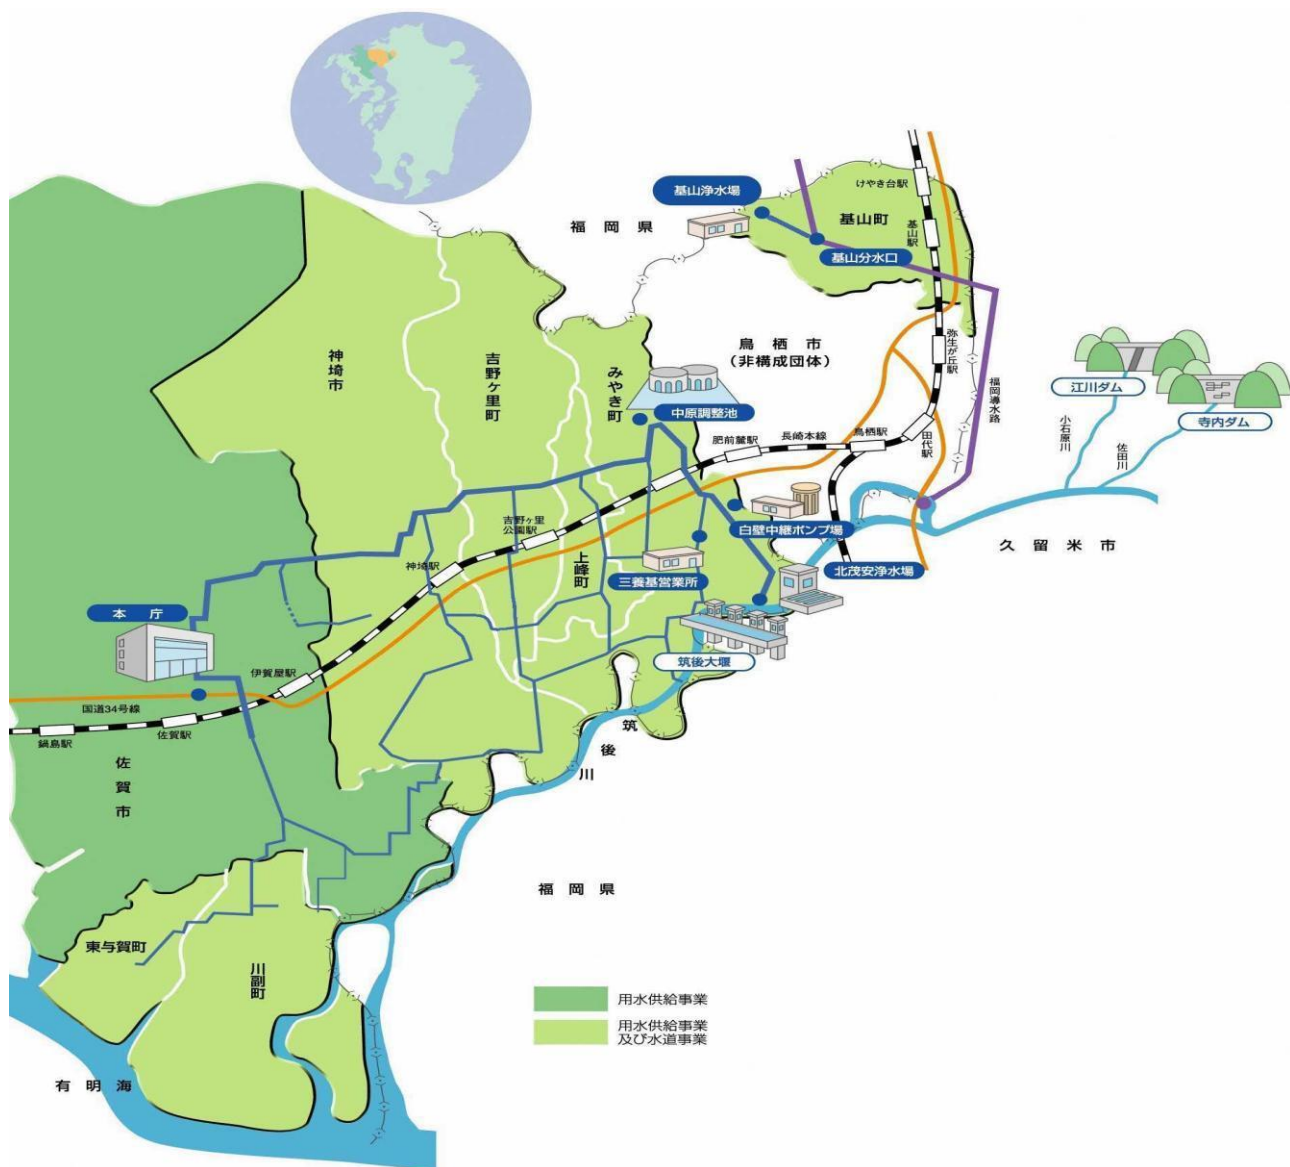 けやき台駅
基山浄水場
基山町
福岡県
基山駅
基山分水口
鳥栖市
(非構成団体)
弥生が丘駅
神埼市
吉野ヶ里町
みやき町
江川ダム
福岡導水路
寺内ダム
中原調整池
小石原川
佐田川
肥前麓駅
長崎本線
鳥栖駅
田代駅
吉野ヶ里
公園駅
白壁中継ポンプ場
久留米市
神埼駅
上峰町
三養基営業所
北茂安浄水場
本庁
筑後大堰
伊賀屋駅
国道34号線
佐賀駅
鍋島駅
筑後川
佐賀市
福岡県
東与賀町
川副町
用水供給事業
用水供給事業
及び水道事業
有明海